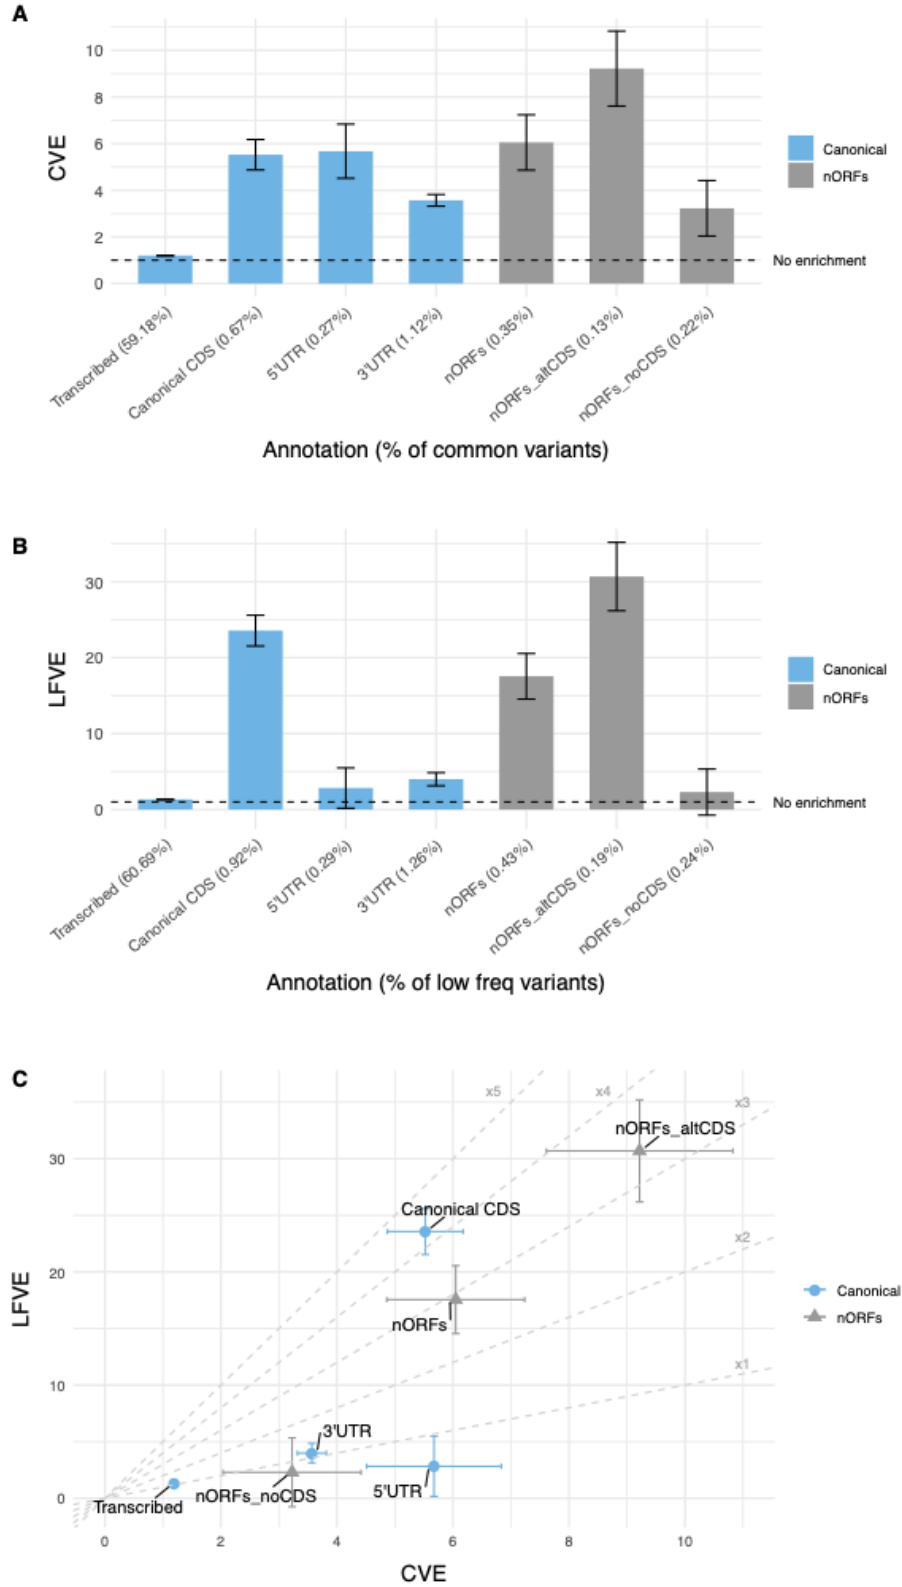 A
10
8
6
4
2
0
CVE
Canonical
nORFs
No enrichment
Transcribed (59.18%)
Canonical CDS (0.67%)
5'UTR (0.27%)
3'UTR (1.12%)
nORFs (0.35%)
nORFs_altCDS (0.13%)
nORFs_noCDS (0.22%)
Annotation (% of common variants)
B
30
20
10
0
LFVE
Canonical
nORFs
No enrichment
Transcribed (60.69%)
Canonical CDS (0.92%)
5'UTR (0.29%)
3'UTR (1.26%)
nORFs (0.43%)
nORFs_altCDS (0.19%)
nORFs_noCDS (0.24%)
Annotation (% of low freq variants)
C
x5
x4
x3
nORFs_altCDS
30
Canonical CDS
x2
20
LFVE
Canonical
nORFs
nORFs
x1
10
3'UTR
5'UTR
nORFs_noCDS
0
Transcribed
0 2 4 6 8 10
CVE